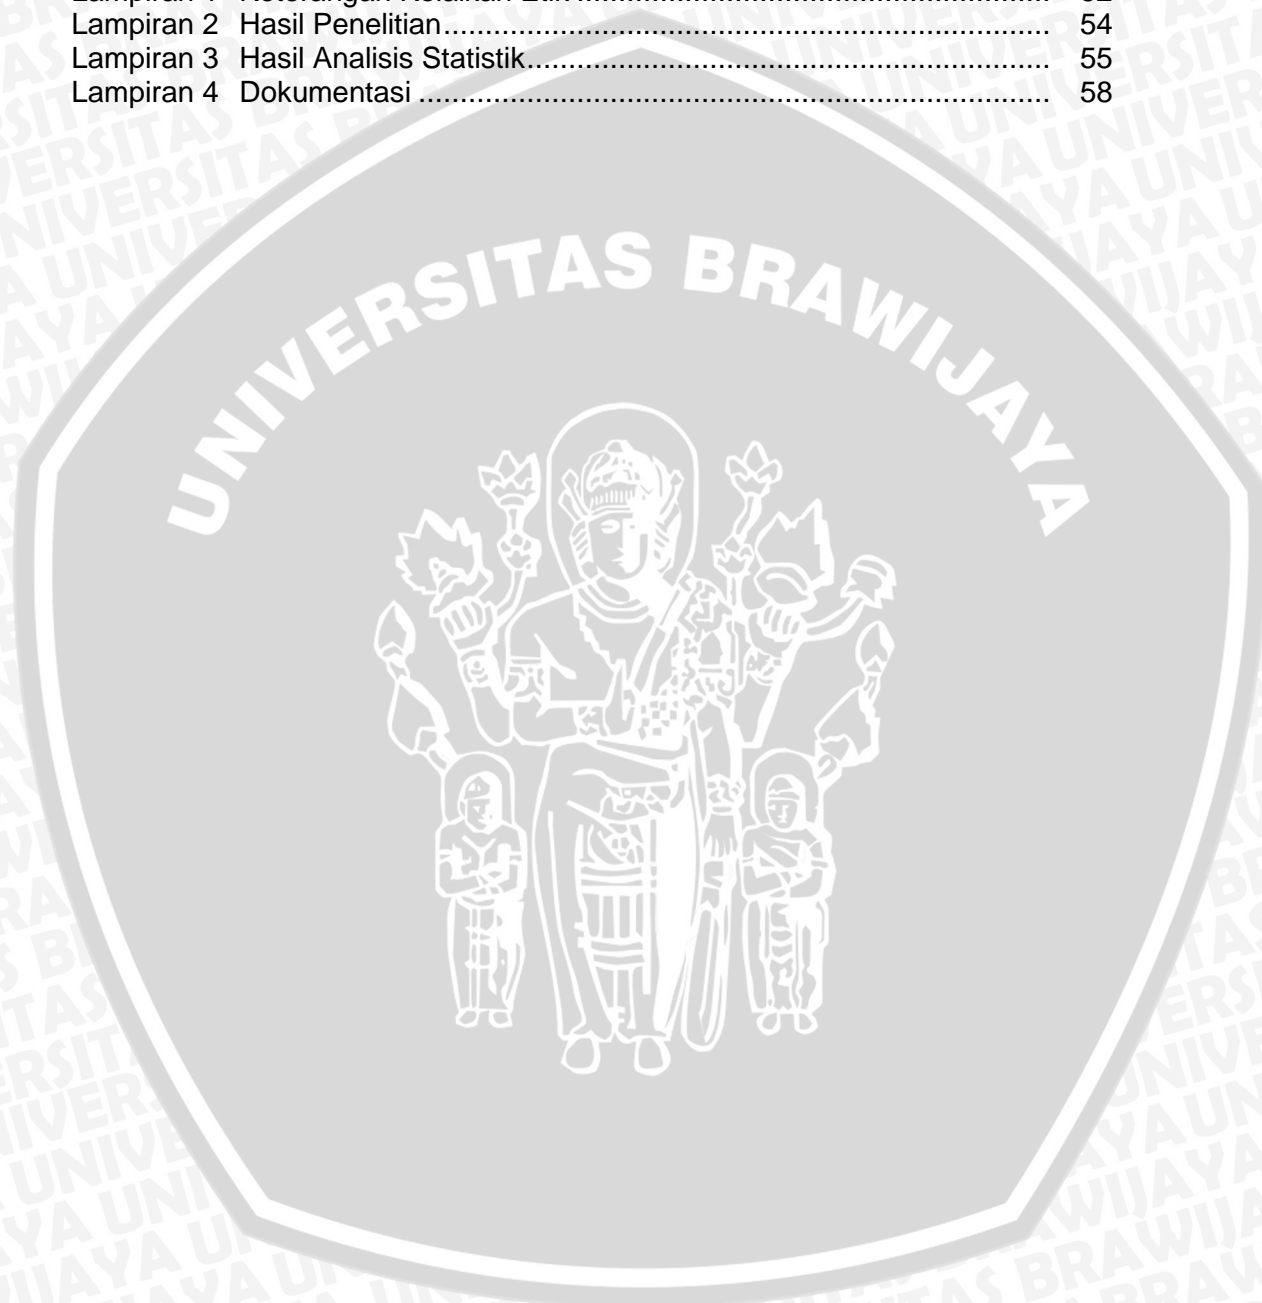 Lampiran 2 Hasil Penelitian........................................................................... 54
Lampiran 3 Hasil Analisis Statistik................................................................ 55
Lampiran 4 Dokumentasi .............................................................................. 58
UNIVERSITAS BRAWIJAYA